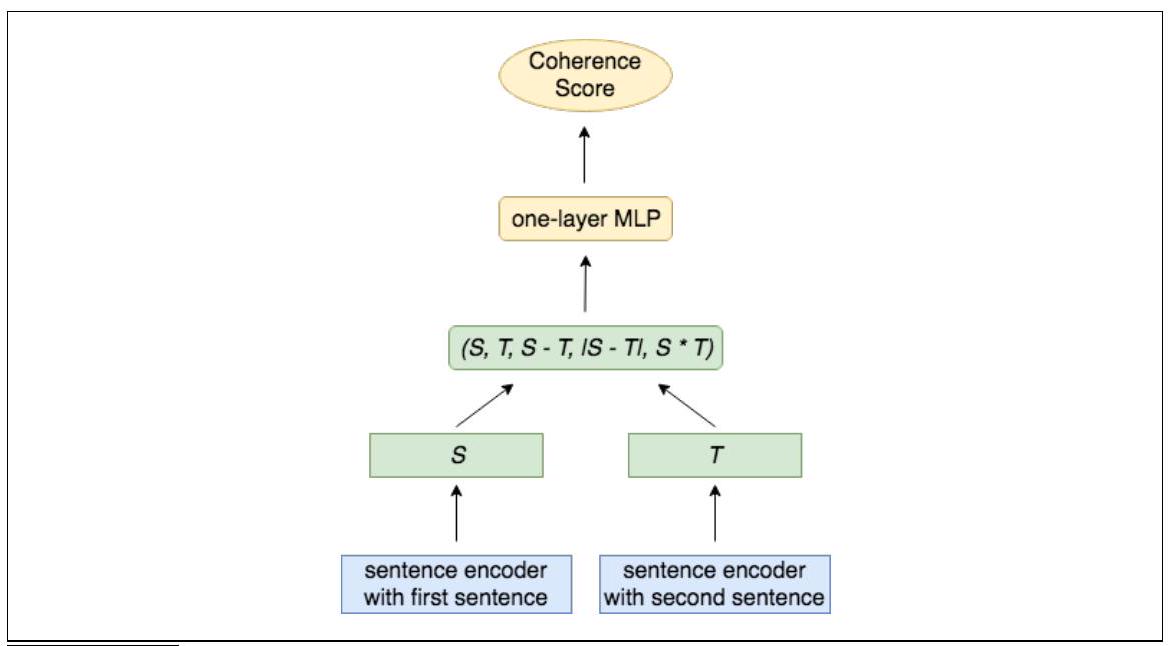 Coherence
Score
one-layer MLP
(S, T, S - T, |S - T|, S * T)
S
T
sentence encoder
with first sentence
sentence encoder
with second sentence